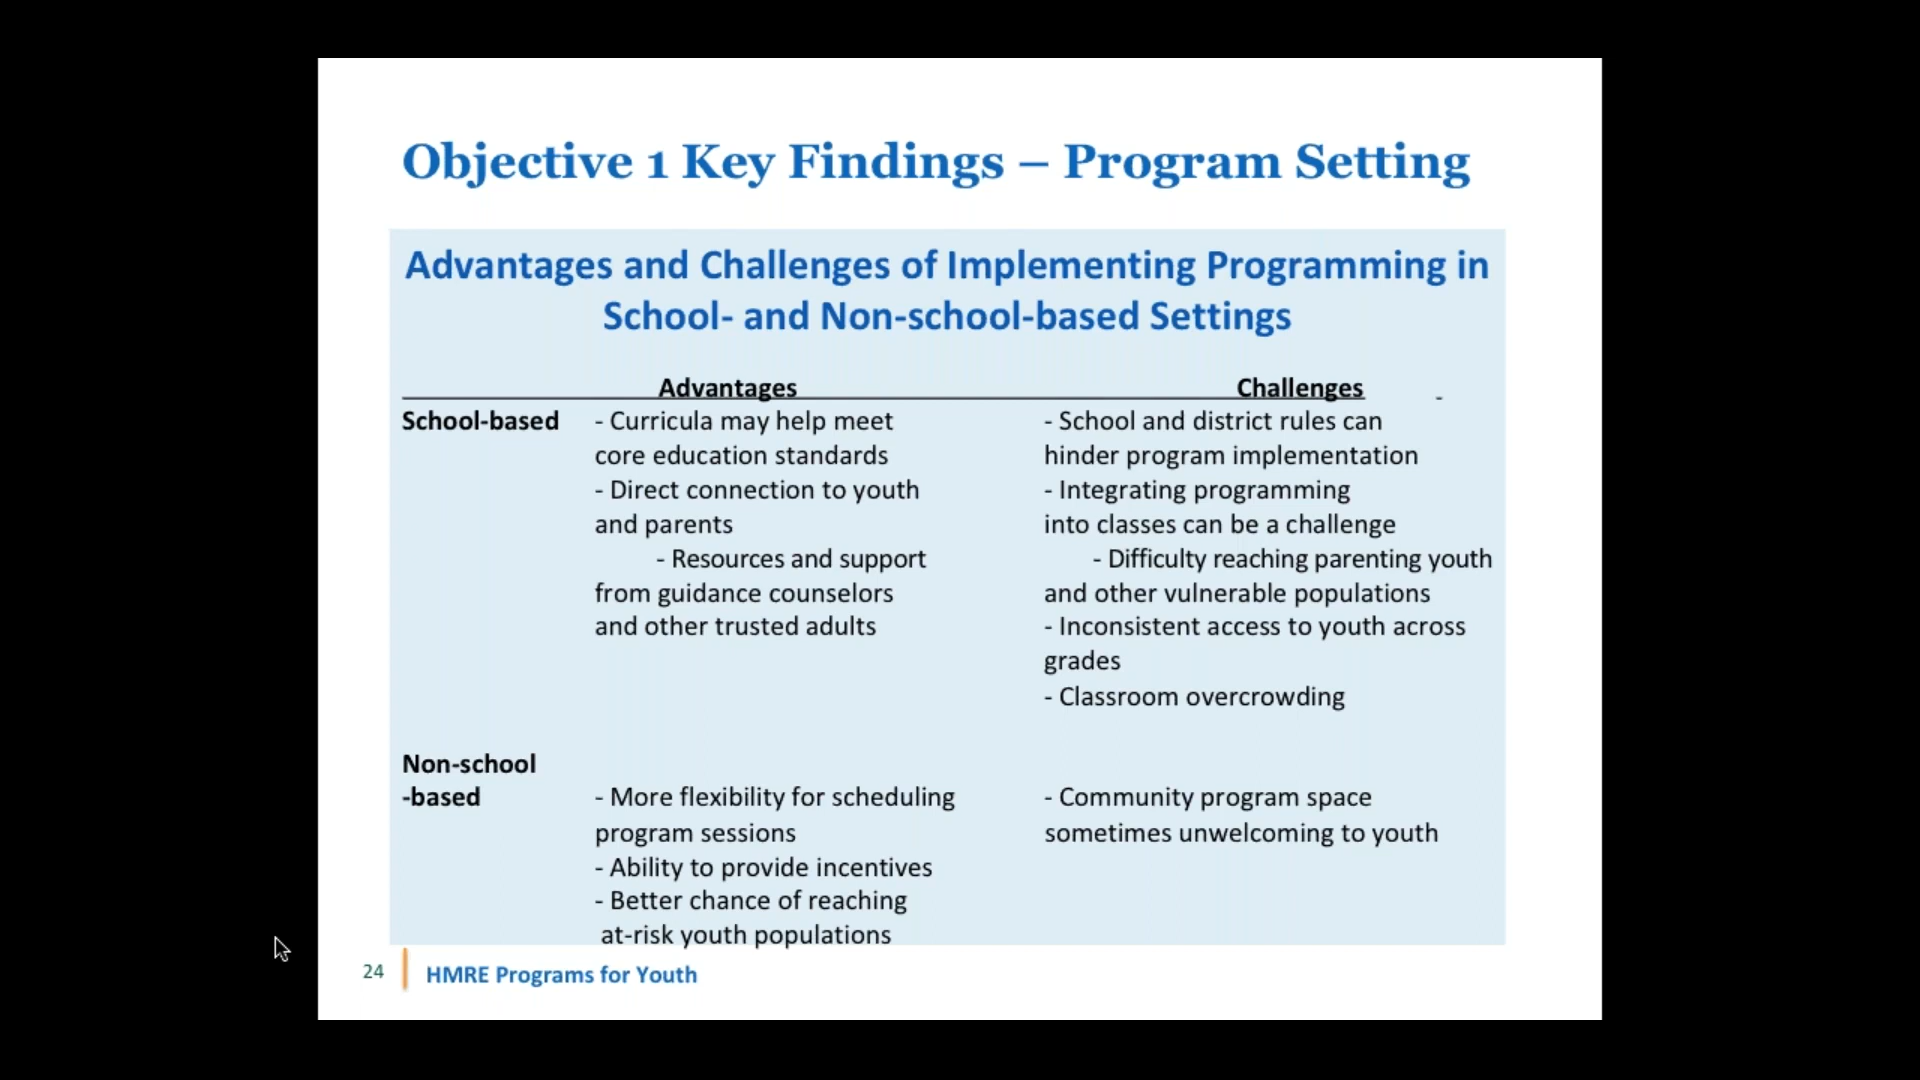 Objective 1 Key Findings – Program Setting
Advantages and Challenges of Implementing Programming in
School- and Non-school-based Settings
Advantages Challenges -
School-based - Curricula may help meet - School and district rules can
core education standards hinder program implementation
- Direct connection to youth - Integrating programming
and parents into classes can be a challenge
- Resources and support - Difficulty reaching parenting youth
from guidance counselors and other vulnerable populations
and other trusted adults - Inconsistent access to youth across
grades
- Classroom overcrowding
Non-school
-based - More flexibility for scheduling - Community program space
program sessions sometimes unwelcoming to youth
- Ability to provide incentives
- Better chance of reaching
at-risk youth populations
24 HMRE Programs for Youth